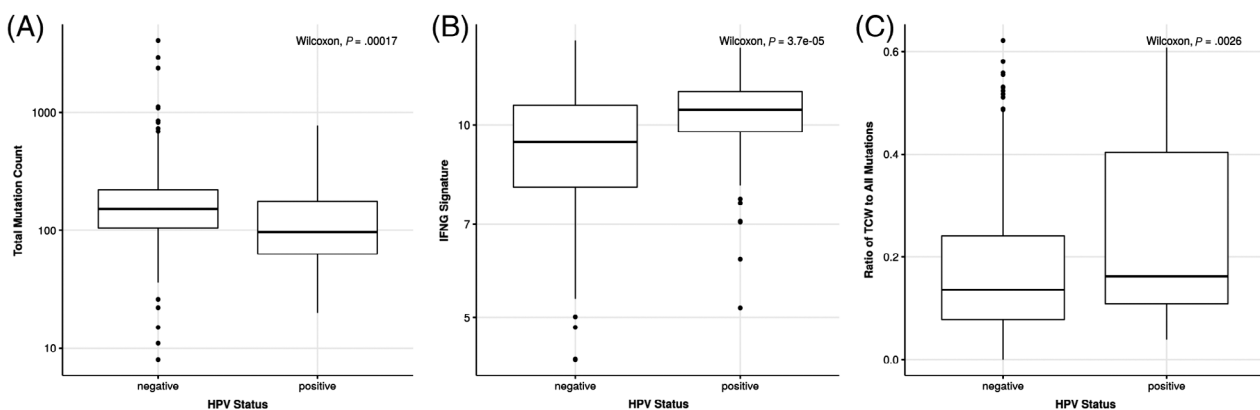 (A)
Wilcoxon, P = .00017
Total Mutation Count
1000
100
10
negative
positive
HPV Status
(B)
Wilcoxon, P = 3.7e-05
IFNG Signature
10
7
5
negative
positive
HPV Status
(C)
Wilcoxon, P = .0026
Ratio of TCW to All Mutations
0.6
0.4
0.2
0.0
negative
positive
HPV Status